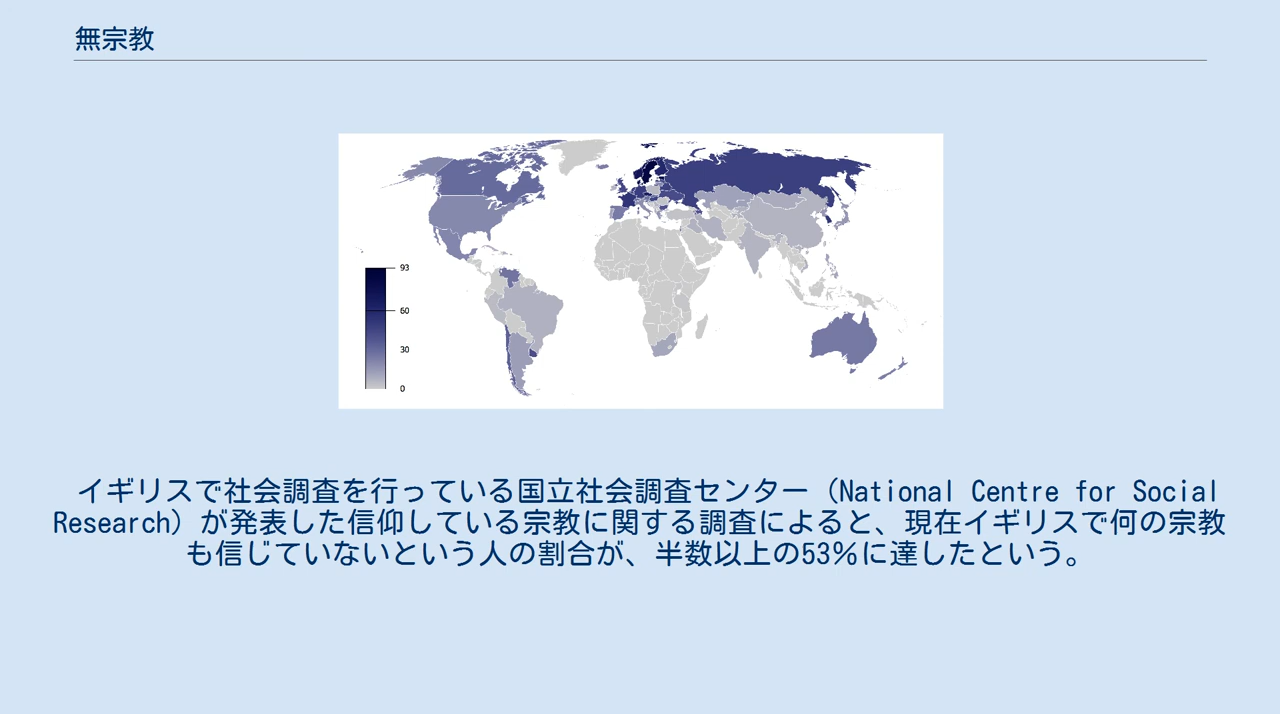 無宗教
93
60
30
0
イギリスで社会調査を行っている国立社会調査センター（National Centre for Social
Research）が発表した信仰している宗教に関する調査によると、現在イギリスで何の宗教
も信じていないという人の割合が、半数以上の53%に達したという。